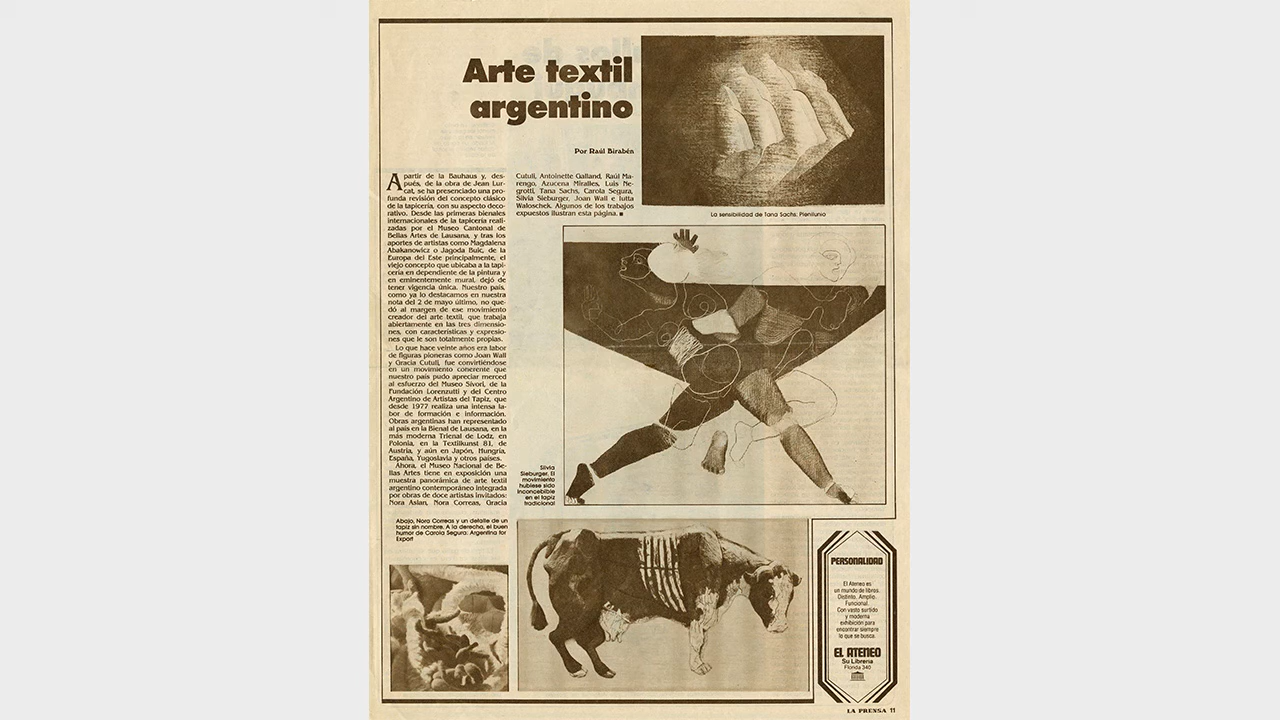 Arte textil
argentino
Por Raúl Birabén
A partir de la Bauhaus y, des-
pués, de la obra de Jean Lur-
cat, se ha presenciado una pro-
funda revisión del concepto clásico
de la tapicería, con su aspecto deco-
rativo. Desde las primeras bienales
internacionales de la tapicería reali-
zadas por el Museo Cantonal de
Bellas Artes de Lausana, y tras los
aportes de artistas como Magdalena
Abakanowicz o Jagoda Buic, de la
Europa del Este principalmente, el
viejo concepto que ubicaba a la tapi-
cería en dependiente de la pintura y
en eminentemente mural, dejó de
tener vigencia única. Nuestro país,
como ya lo destacamos en nuestra
nota del 2 de mayo último, no que-
dó al margen de ese movimiento
creador del arte textil, que trabaja
abiertamente en las tres dimensio-
nes, con características y expresio-
nes que le son totalmente propias.
Lo que hace veinte años era labor
de figuras pioneras como Joan Wall
y Gracia Cutuli, fue convirtiéndose
en un movimiento coherente que
nuestro país pudo apreciar merced
al esfuerzo del Museo Sívori, de la
Fundación Lorenzutti y del Centro
Argentino de Artistas del Tapiz, que
desde 1977 realiza una intensa la-
bor de formación e información.
Obras argentinas han representado
al país en la Bienal de Lausana, en la
más moderna Trienal de Lodz, en
Polonia, en la Textilkunst 81, de
Austria, y aún en Japón, Hungría,
España, Yugoslavia y otros países.
Ahora, el Museo Nacional de Be-
llas Artes tiene en exposición una
muestra panorámica de arte textil
argentino contemporáneo integrada
por obras de doce artistas invitados:
Nora Aslan, Nora Correas, Gracia
Cutuli, Antoinette Galland, Raúl Ma-
rengo, Azucena Miralles, Luis Ne-
grotti, Tana Sachs, Carola Segura,
Silvia Sieburger, Joan Wall e Iutta
Waloschek. Algunos de los trabajos
expuestos ilustran esta página. ■
La sensibilidad de Tana Sachs: Plenilunio
Silvia
Sieburger. El
movimiento
hubiese sido
inconcebible
en el tapiz
tradicional
Abajo, Nora Correas y un detalle de un
tapiz sin nombre. A la derecha, el buen
humor de Carola Segura: Argentina for
Export
PERSONALIDAD
El Ateneo es
un mundo de libros.
Distinto. Amplio.
Funcional.
Con vasto surtido
y moderna
exhibición para
encontrar siempre
lo que se busca.
EL ATENEO
Su Librería
Florida 340
LA PRENSA 11